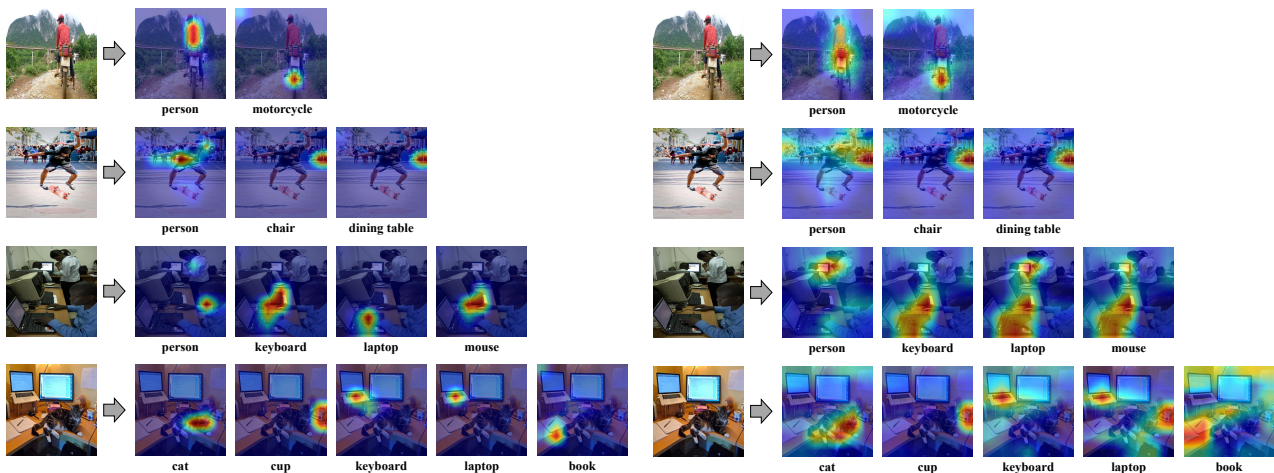 person motorcycle
person motorcycle
person chair dining table
person chair dining table
person keyboard laptop mouse
person keyboard laptop mouse
cat cup keyboard laptop book
cat cup keyboard laptop book